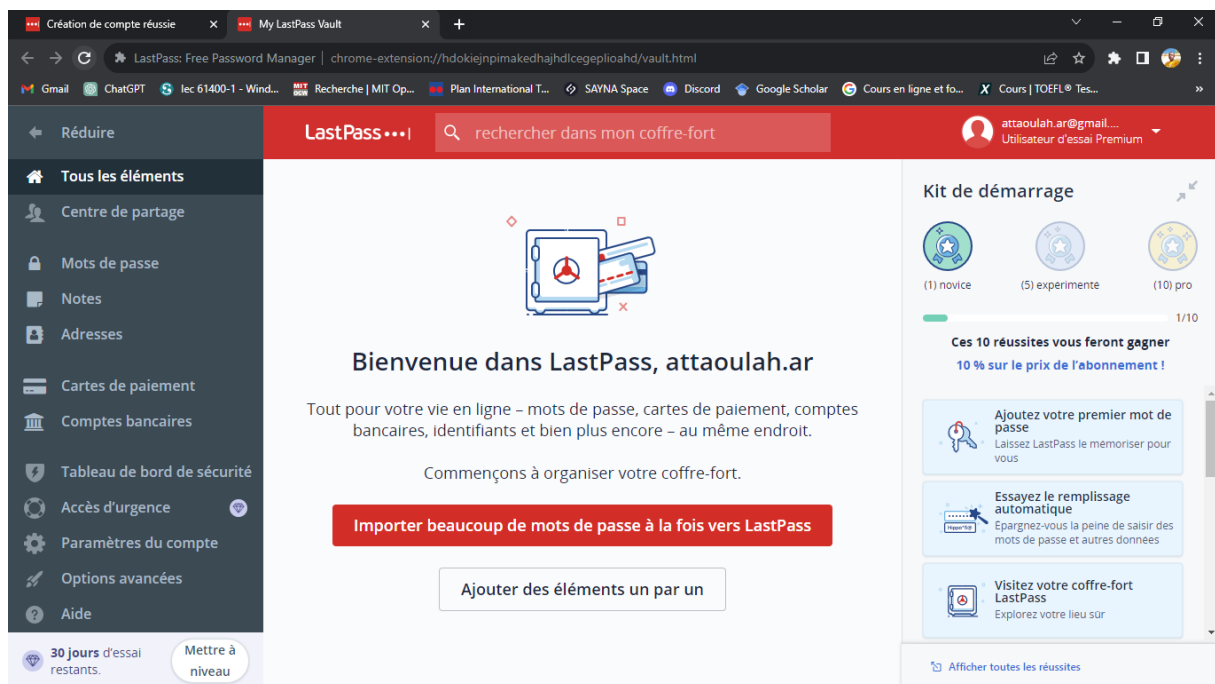 Création de compte réussie
My LastPass Vault
LastPass: Free Password Manager | chrome-extension://hdokiejnpimakedhajhdlcegeplioahd/vault.html
Gmail
ChatGPT
Iec 61400-1 - Wind...
Recherche | MIT Op...
Plan International T...
SAYNA Space
Discord
Google Scholar
Cours en ligne et fo...
Cours | TOEFL® Tes...
Réduire
Tous les éléments
Centre de partage
Mots de passe
Notes
Adresses
Cartes de paiement
Comptes bancaires
Tableau de bord de sécurité
Accès d'urgence
Paramètres du compte
Options avancées
Aide
30 jours d'essai
restants.
Mettre à
niveau
LastPass
rechercher dans mon coffre-fort
attaoulah.ar@gmail....
Utilisateur d'essai Premium
Bienvenue dans LastPass, attaoulah.ar
Tout pour votre vie en ligne – mots de passe, cartes de paiement, comptes
bancaires, identifiants et bien plus encore – au même endroit.
Commençons à organiser votre coffre-fort.
Importer beaucoup de mots de passe à la fois vers LastPass
Ajouter des éléments un par un
Kit de démarrage
(1) novice
(5) experimente
(10) pro
1/10
Ces 10 réussites vous feront gagner
10 % sur le prix de l'abonnement !
Ajoutez votre premier mot de
passe
Laissez LastPass le mémoriser pour
vous
Essayez le remplissage
automatique
Épargnez-vous la peine de saisir des
mots de passe et autres données
Visitez votre coffre-fort
LastPass
Explorez votre lieu sûr
Afficher toutes les réussites